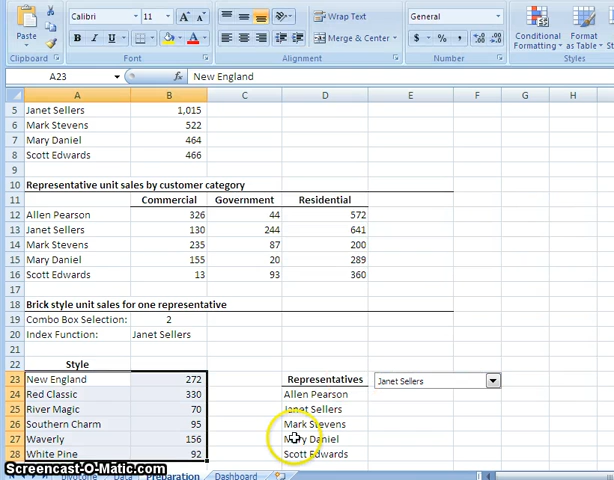 Calibri 11 A A Wrap Text General
Paste B I U A Merge & Center $ % , .0 .00 .00 .0 Conditional Formatting Format as Table
Clipboard Font Alignment Number Styles
A23 fx New England
A B C D E F G H
5 Janet Sellers 1,015
6 Mark Stevens 522
7 Mary Daniel 464
8 Scott Edwards 466
9
10 Representative unit sales by customer category
11 Commercial Government Residential
12 Allen Pearson 326 44 572
13 Janet Sellers 130 244 641
14 Mark Stevens 235 87 200
15 Mary Daniel 155 20 289
16 Scott Edwards 13 93 360
17
18 Brick style unit sales for one representative
19 Combo Box Selection: 2
20 Index Function: Janet Sellers
21
22 Style
23 New England 272 Representatives Janet Sellers
24 Red Classic 330 Allen Pearson
25 River Magic 70 Janet Sellers
26 Southern Charm 95 Mark Stevens
27 Waverly 156 Mary Daniel
28 White Pine 92 Scott Edwards
Screencast-O-Matic.com Data Preparation Dashboard